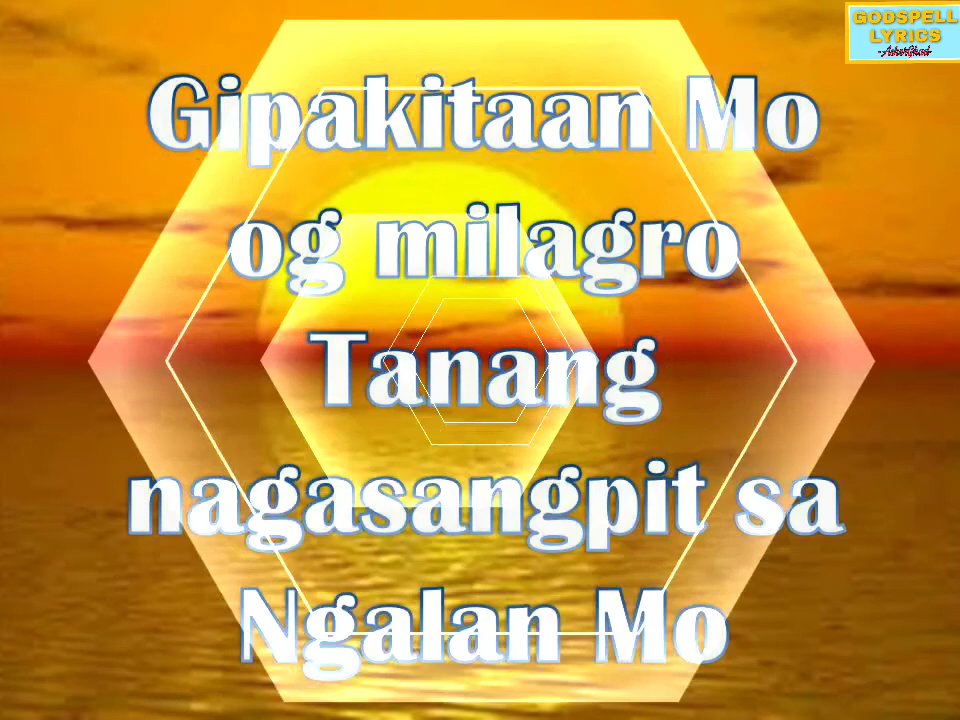 GODSPELL
LYRICS
Gipakitaan Mo
og milagro
Tanang
nagasangpit sa
Ngalan Mo